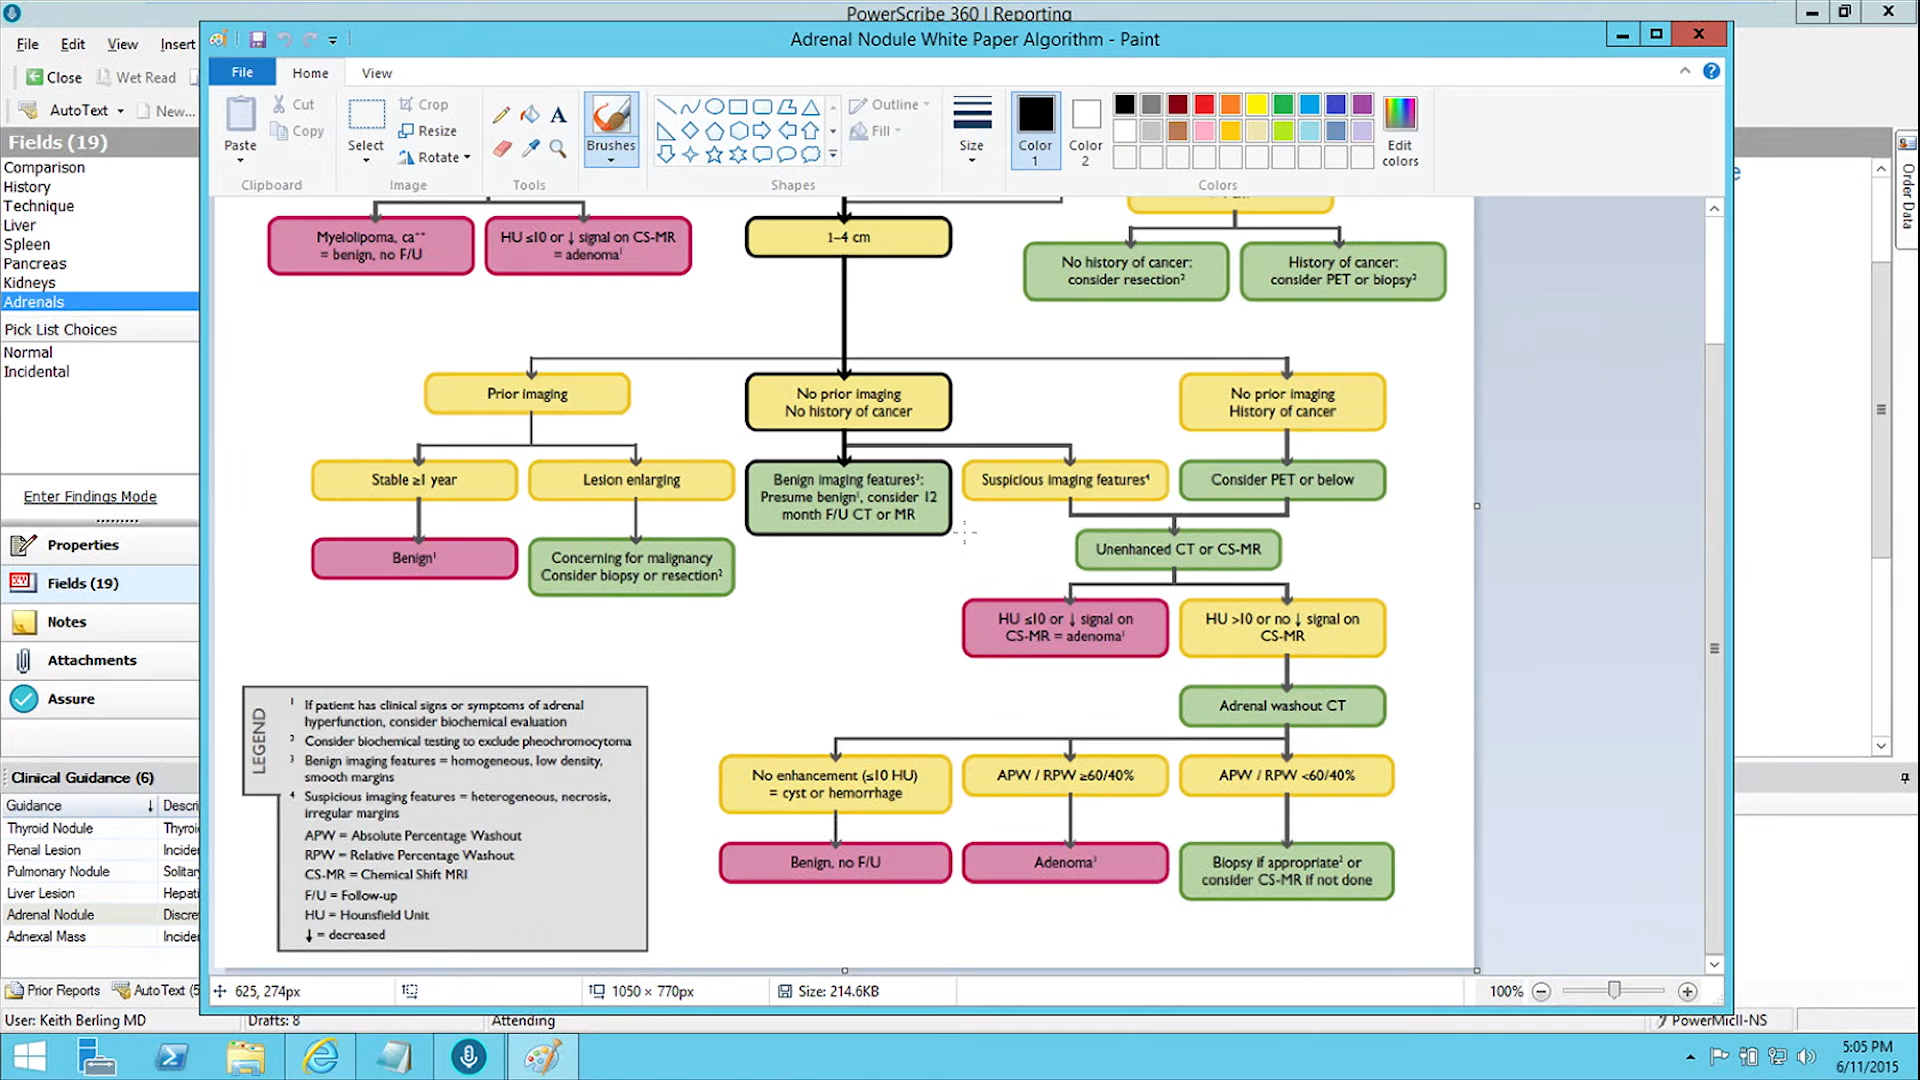 PowerScribe 360 | Reporting
Adrenal Nodule White Paper Algorithm - Paint
File
Edit
View
Insert
Close
Wet Read
AutoText
New...
Fields (19)
Comparison
History
Technique
Liver
Spleen
Pancreas
Kidneys
Adrenals
Pick List Choices
Normal
Incidental
Enter Findings Mode
Properties
Fields (19)
Notes
Attachments
Assure
Clinical Guidance (6)
Guidance
Descri
Thyroid Nodule
Thyroi
Renal Lesion
Incider
Pulmonary Nodule
Solitar
Liver Lesion
Hepati
Adrenal Nodule
Discre
Adnexal Mass
Incider
Prior Reports
AutoText (5
User: Keith Berling MD
Drafts: 8
Attending
PowerMicII-NS
Order Data
File
Home
View
Paste
Cut
Copy
Clipboard
Select
Crop
Resize
Rotate
Image
A
Tools
Brushes
Shapes
Outline
Fill
Size
Color
1
Color
2
Edit
colors
Colors
Myelolipoma, ca⁺⁺
= benign, no F/U
HU ≤10 or ↓ signal on CS-MR
= adenoma¹
1–4 cm
No history of cancer:
consider resection²
History of cancer:
consider PET or biopsy²
Prior imaging
No prior imaging
No history of cancer
No prior imaging
History of cancer
Stable ≥1 year
Lesion enlarging
Benign imaging features³:
Presume benign¹, consider 12
month F/U CT or MR
Suspicious imaging features⁴
Consider PET or below
Benign¹
Concerning for malignancy
Consider biopsy or resection²
Unenhanced CT or CS-MR
HU ≤10 or ↓ signal on
CS-MR = adenoma¹
HU >10 or no ↓ signal on
CS-MR
Adrenal washout CT
No enhancement (≤10 HU)
= cyst or hemorrhage
APW / RPW ≥60/40%
APW / RPW <60/40%
Benign, no F/U
Adenoma¹
Biopsy if appropriate² or
consider CS-MR if not done
LEGEND
¹ If patient has clinical signs or symptoms of adrenal
hyperfunction, consider biochemical evaluation
² Consider biochemical testing to exclude pheochromocytoma
³ Benign imaging features = homogeneous, low density,
smooth margins
⁴ Suspicious imaging features = heterogeneous, necrosis,
irregular margins
APW = Absolute Percentage Washout
RPW = Relative Percentage Washout
CS-MR = Chemical Shift MRI
F/U = Follow-up
HU = Hounsfield Unit
↓ = decreased
625, 274px
1050 × 770px
Size: 214.6KB
100%
5:05 PM
6/11/2015